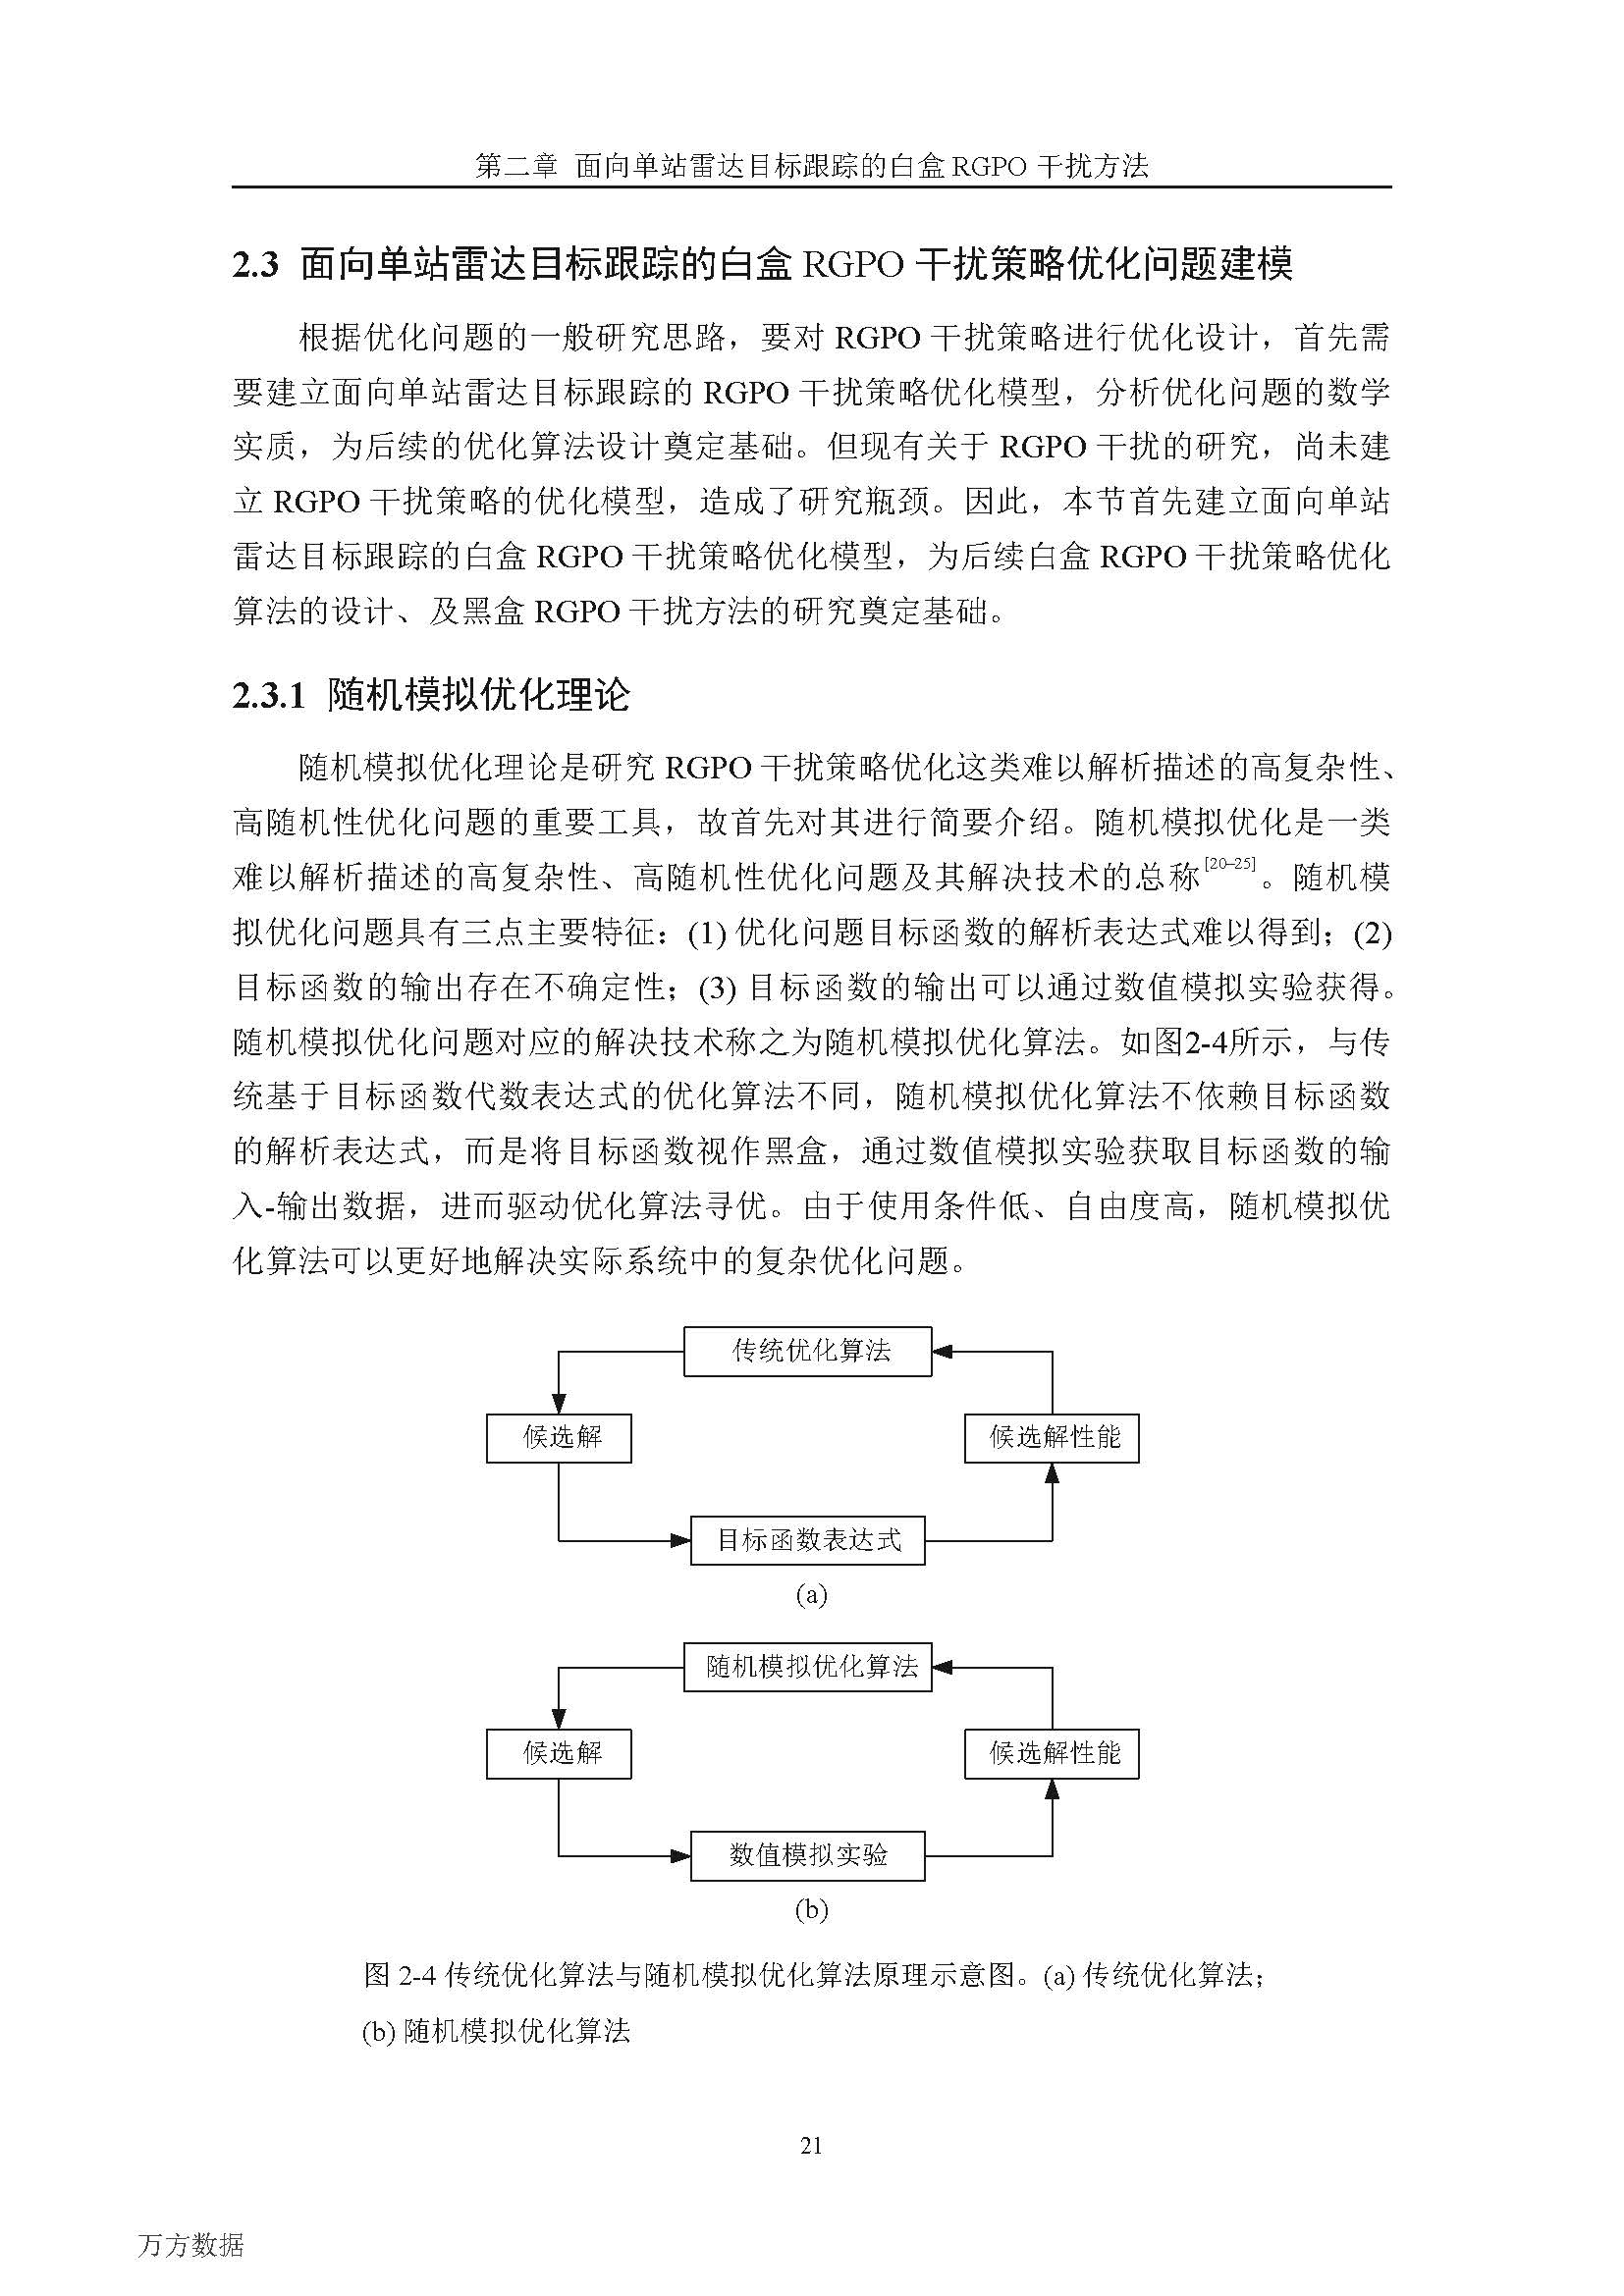 第二章 面向单站雷达目标跟踪的白盒 RGPO 干扰方法
2.3 面向单站雷达目标跟踪的白盒 RGPO 干扰策略优化问题建模
根据优化问题的一般研究思路，要对 RGPO 干扰策略进行优化设计，首先需
要建立面向单站雷达目标跟踪的 RGPO 干扰策略优化模型，分析优化问题的数学
实质，为后续的优化算法设计奠定基础。但现有关于 RGPO 干扰的研究，尚未建
立 RGPO 干扰策略的优化模型，造成了研究瓶颈。因此，本节首先建立面向单站
雷达目标跟踪的白盒 RGPO 干扰策略优化模型，为后续白盒 RGPO 干扰策略优化
算法的设计、及黑盒 RGPO 干扰方法的研究奠定基础。
2.3.1 随机模拟优化理论
随机模拟优化理论是研究 RGPO 干扰策略优化这类难以解析描述的高复杂性、
高随机性优化问题的重要工具，故首先对其进行简要介绍。随机模拟优化是一类
难以解析描述的高复杂性、高随机性优化问题及其解决技术的总称[20-25]。随机模
拟优化问题具有三点主要特征：(1) 优化问题目标函数的解析表达式难以得到；(2)
目标函数的输出存在不确定性；(3) 目标函数的输出可以通过数值模拟实验获得。
随机模拟优化问题对应的解决技术称之为随机模拟优化算法。如图2-4所示，与传
统基于目标函数代数表达式的优化算法不同，随机模拟优化算法不依赖目标函数
的解析表达式，而是将目标函数视作黑盒，通过数值模拟实验获取目标函数的输
入-输出数据，进而驱动优化算法寻优。由于使用条件低、自由度高，随机模拟优
化算法可以更好地解决实际系统中的复杂优化问题。
传统优化算法
候选解
候选解性能
目标函数表达式
(a)
随机模拟优化算法
候选解
候选解性能
数值模拟实验
(b)
图 2-4 传统优化算法与随机模拟优化算法原理示意图。(a) 传统优化算法；
(b) 随机模拟优化算法
21
万方数据